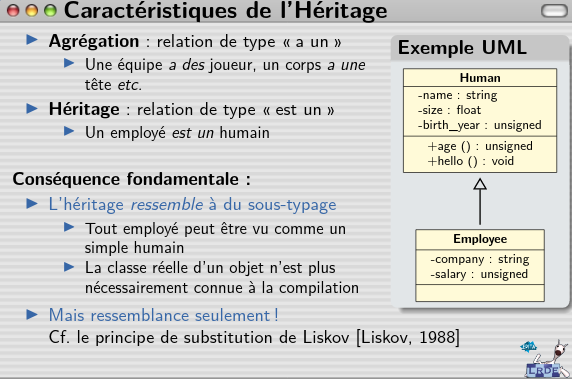 Caractéristiques de l'Héritage
Agrégation : relation de type « a un »
Une équipe a des joueur, un corps a une
tête etc.
Héritage : relation de type « est un »
Un employé est un humain
Conséquence fondamentale :
L'héritage ressemble à du sous-typage
Tout employé peut être vu comme un
simple humain
La classe réelle d'un objet n'est plus
nécessairement connue à la compilation
Mais ressemblance seulement !
Cf. le principe de substitution de Liskov [Liskov, 1988]
Exemple UML
Human
-name : string
-size : float
-birth_year : unsigned
+age () : unsigned
+hello () : void
Employee
-company : string
-salary : unsigned
LRDE